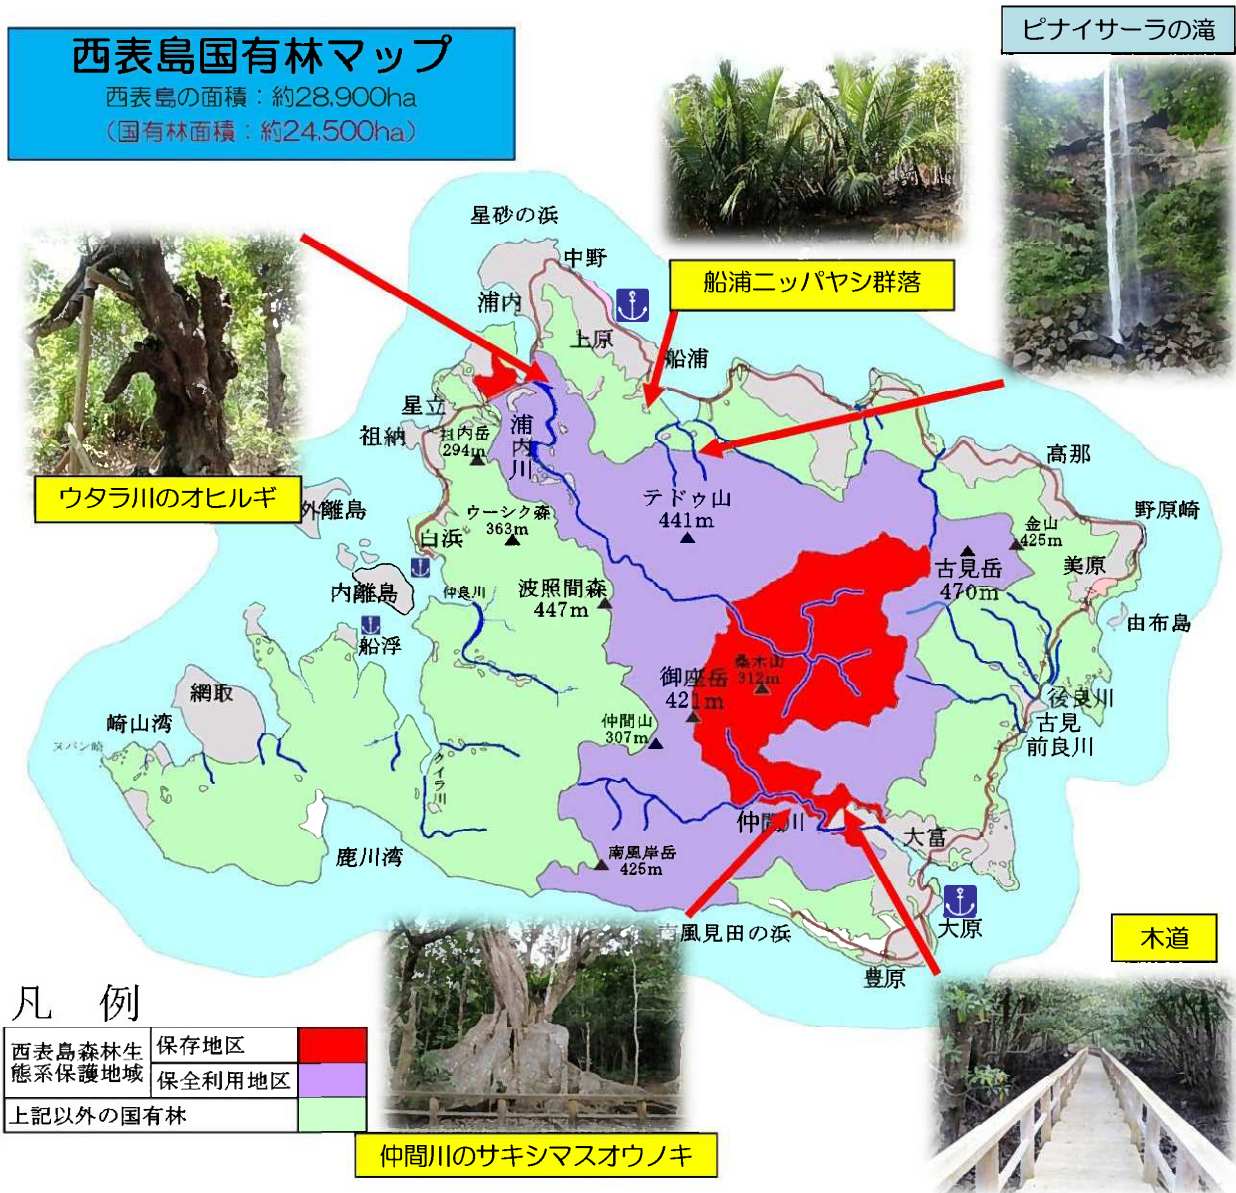 西表島国有林マップ
西表島の面積：約28,900ha
（国有林面積：約24,500ha）
ピナイサーラの滝
船浦ニッパヤシ群落
ウタラ川のオヒルギ
星砂の浜
中野
浦内
上原
船浦
星立
祖納
祖内岳
294m
浦内川
高那
野原崎
外離島
白浜
ウーシク森
363m
テドゥ山
441m
金山
425m
古見岳
470m
美原
内離島
仲良川
波照間森
447m
由布島
船浮
網取
崎山湾
ヌバン崎
クイラ川
御座岳
421m
桑木山
312m
仲間山
307m
後良川
古見
前良川
鹿川湾
仲間川
大富
南風岸岳
425m
南風見田の浜
大原
豊原
木道
仲間川のサキシマスオウノキ
凡　例
西表島森林生
態系保護地域
保存地区
保全利用地区
上記以外の国有林